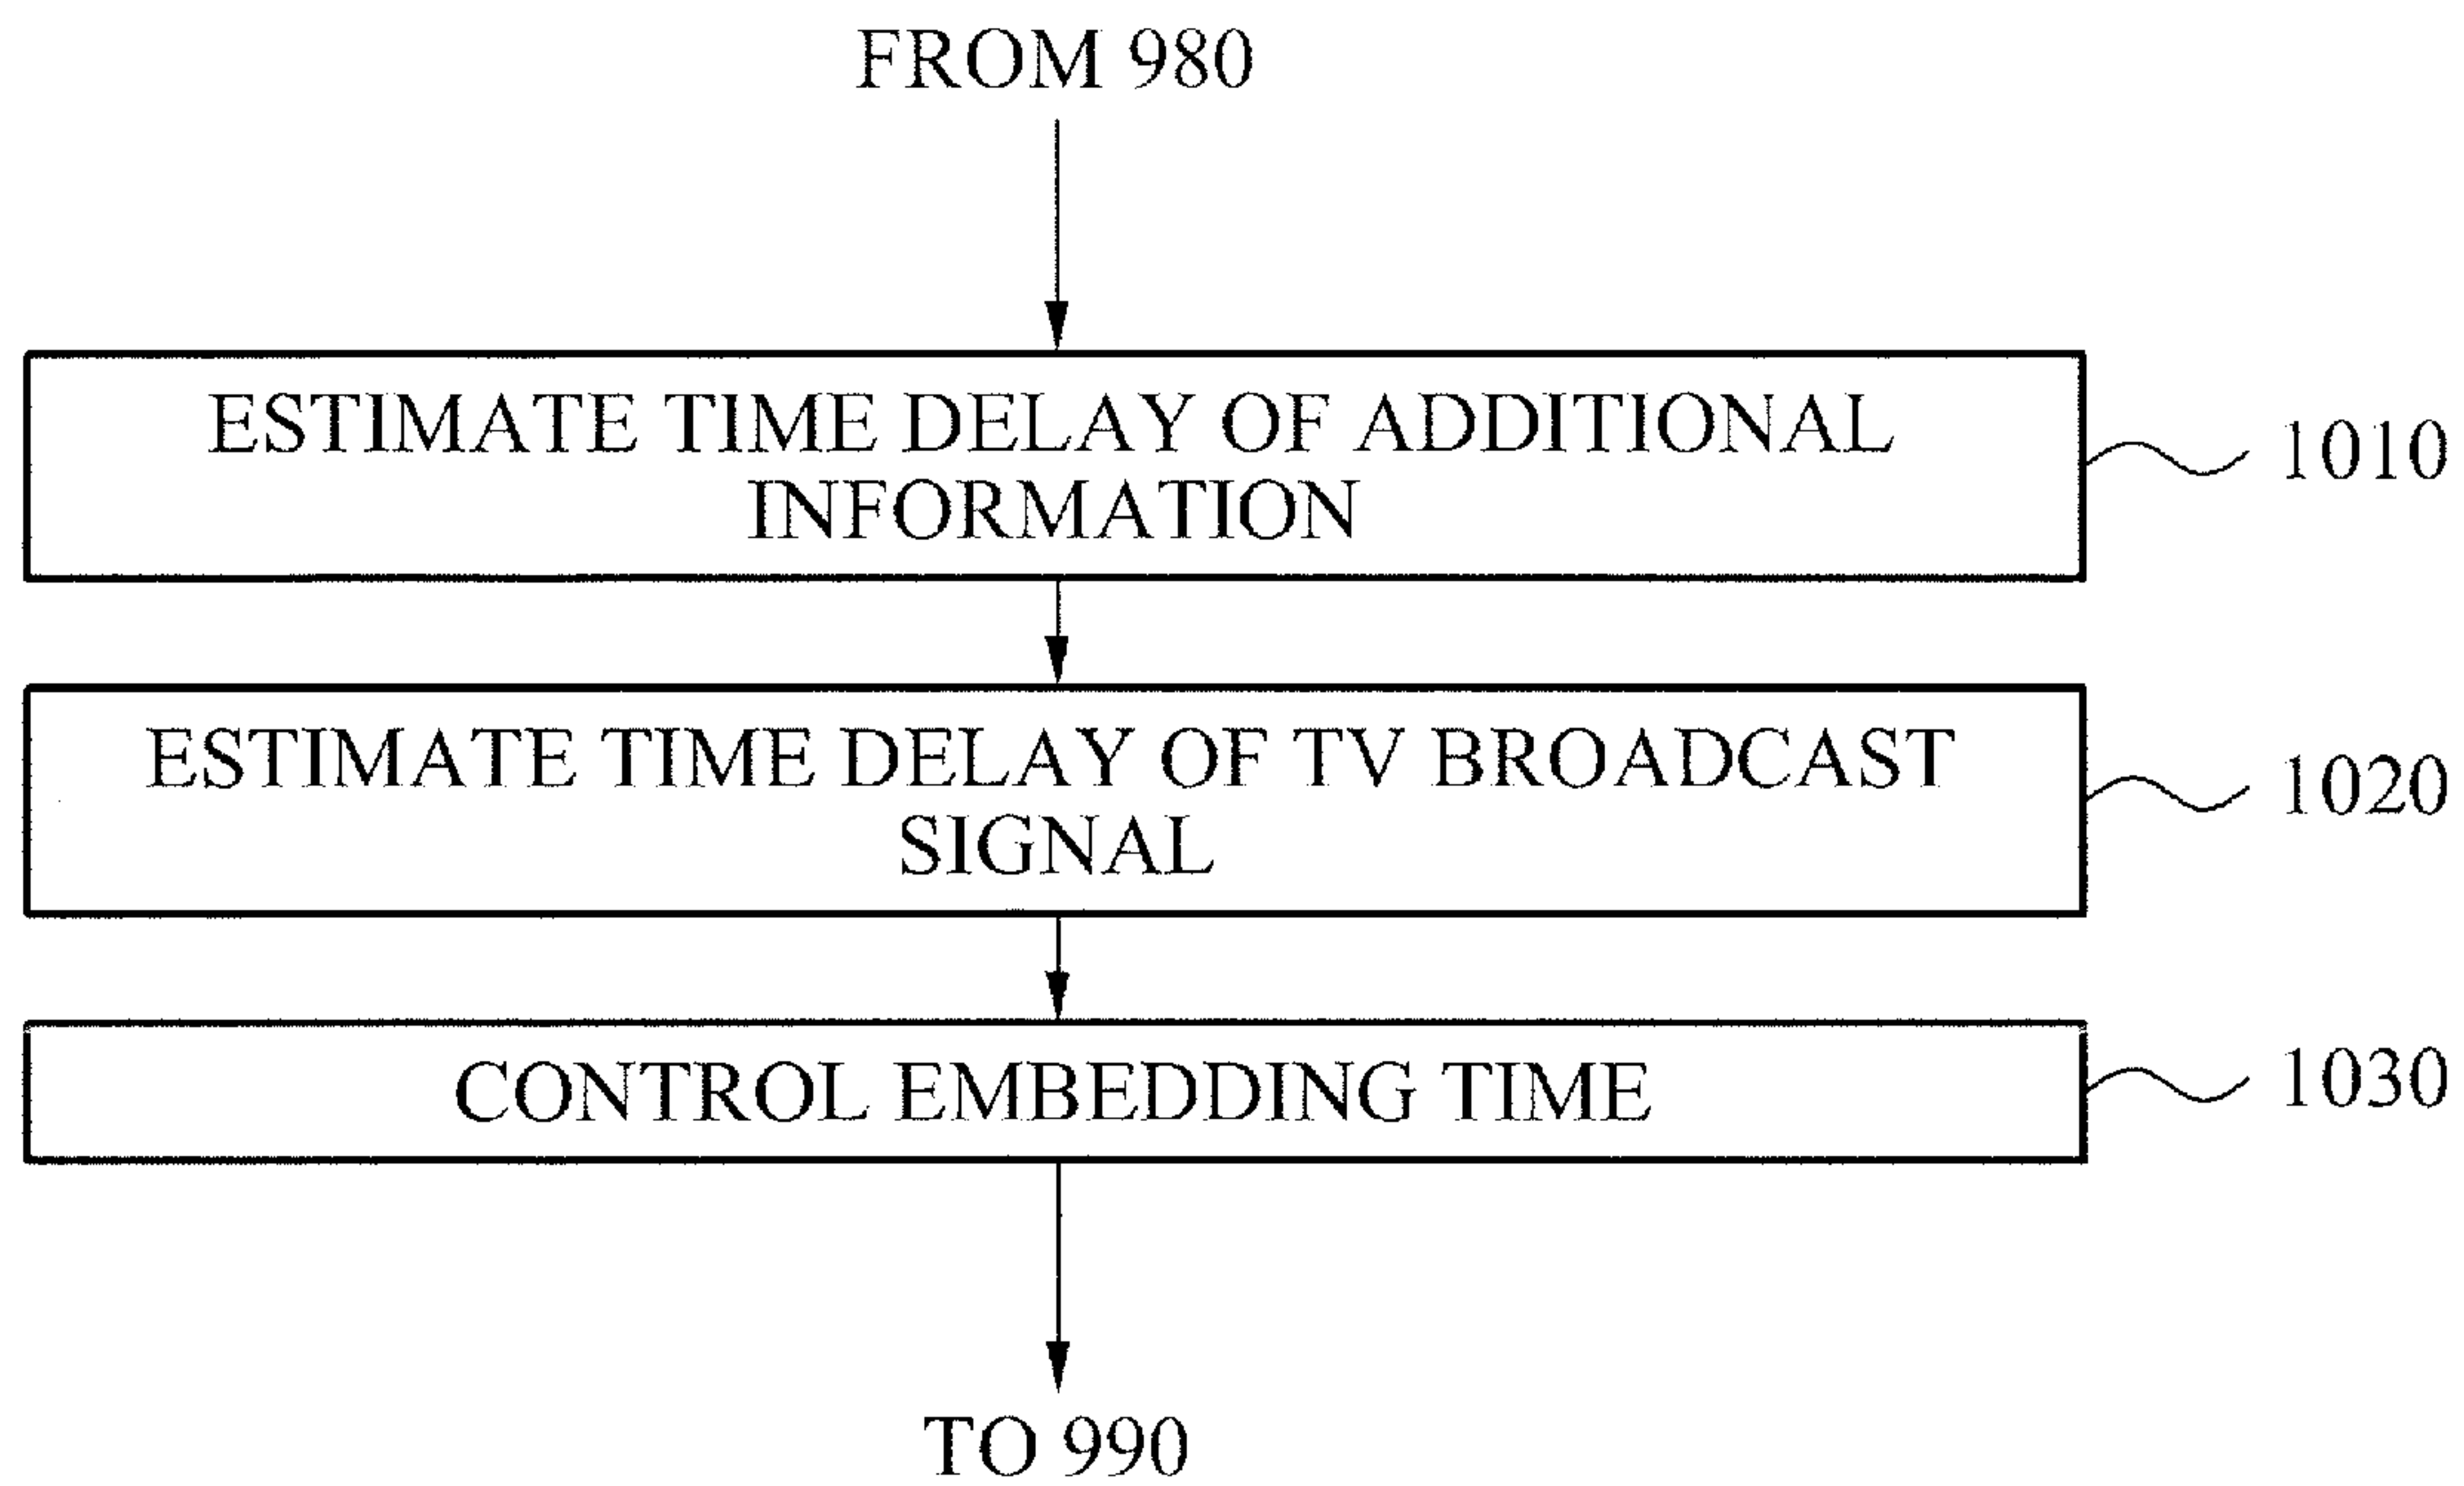 FROM 980
ESTIMATE TIME DELAY OF ADDITIONAL
INFORMATION
1010
ESTIMATE TIME DELAY OF TV BROADCAST
SIGNAL
1020
CONTROL EMBEDDING TIME
1030
TO 990